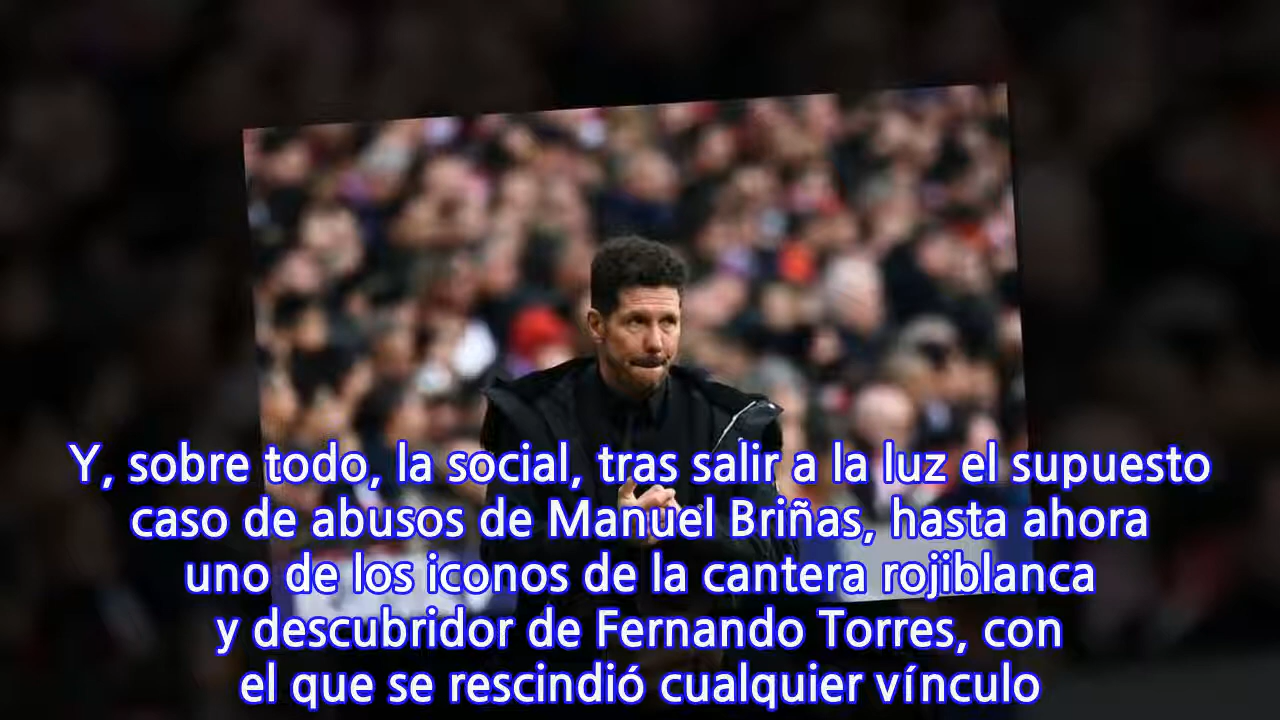 Y, sobre todo, la social, tras salir a la luz el supuesto
caso de abusos de Manuel Briñas, hasta ahora
uno de los iconos de la cantera rojiblanca
y descubridor de Fernando Torres, con
el que se rescindió cualquier vínculo